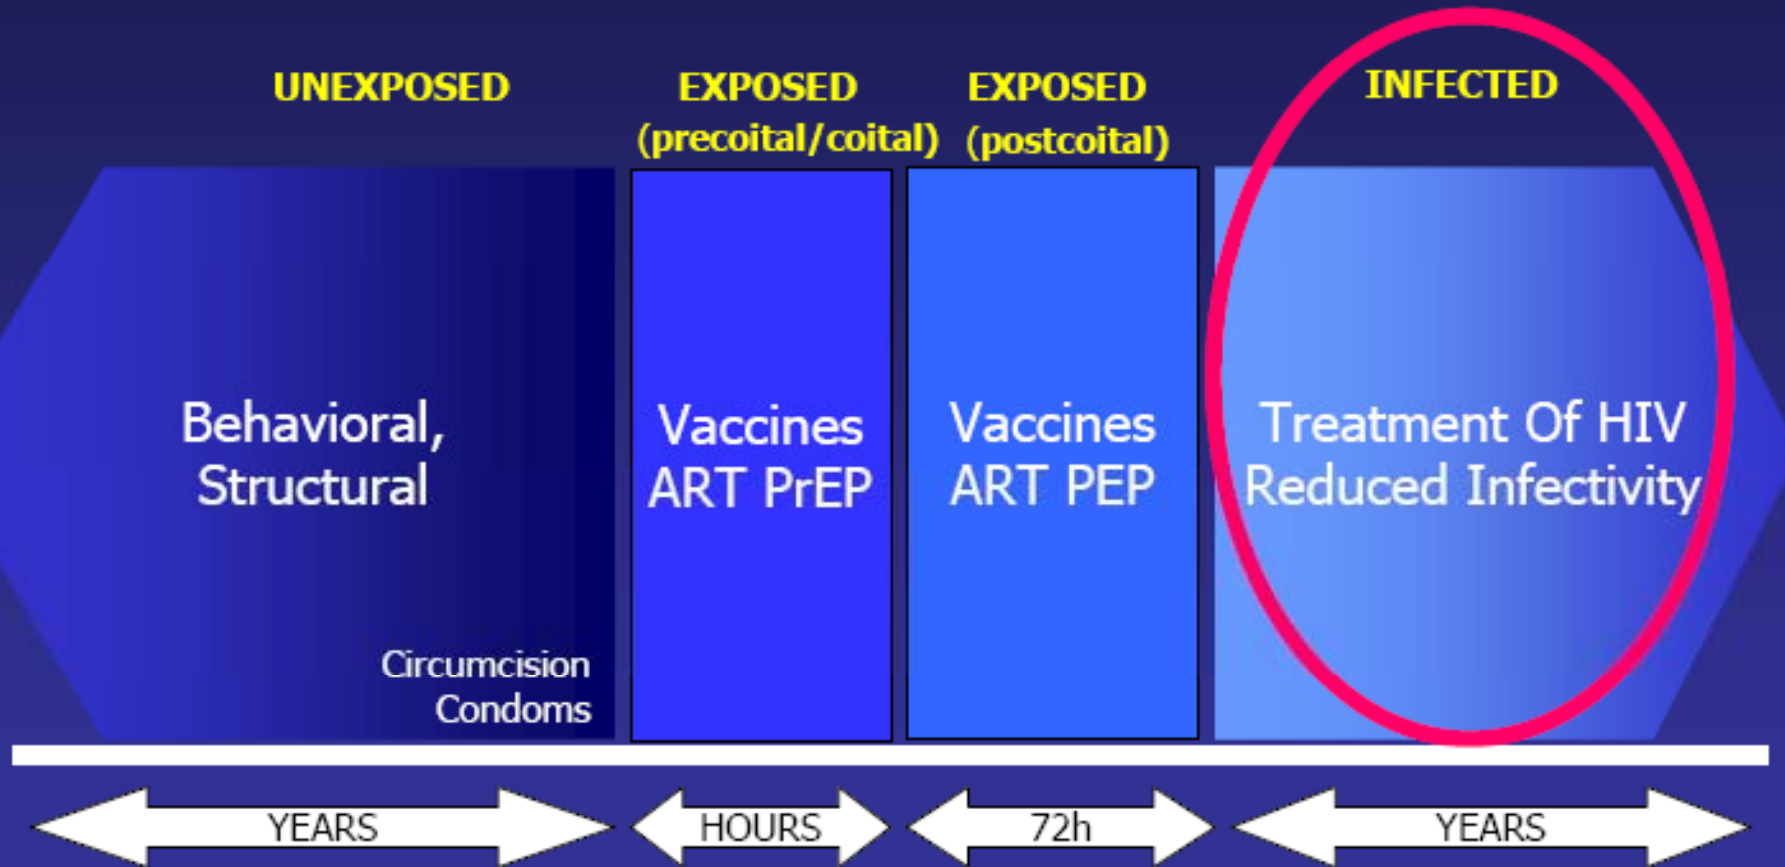 UNEXPOSED
EXPOSED
(precoital/coital)
EXPOSED
(postcoital)
INFECTED
Behavioral,
Structural
Circumcision
Condoms
Vaccines
ART PrEP
Vaccines
ART PEP
Treatment Of HIV
Reduced Infectivity
YEARS
HOURS
72h
YEARS